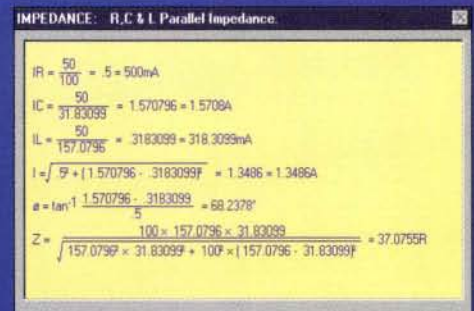 IMPEDANCE: R,C & L Parallel Impedance.
IR = 50/100 = .5 = 500mA
IC = 50/31.83099 = 1.570796 = 1.5708A
IL = 50/157.0796 = .3183099 = 318.3099mA
I = √.5² + (1.570796 - .3183099)² = 1.3486 = 1.3486A
ø = tan-1 1.570796 - .3183099/.5 = 68.2378°
Z = 100 × 157.0796 × 31.83099/√157.0796² × 31.83099² + 100² × (157.0796 - 31.83099)² = 37.0755R